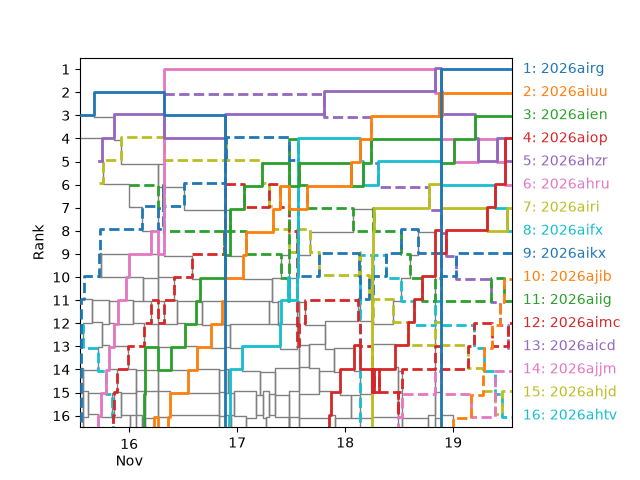 1
2
3
4
5
6
7
8
9
10
11
12
13
14
15
16
Rank
16
17
18
19
Nov
1: 2026airg
2: 2026aiuu
3: 2026aien
4: 2026aiop
5: 2026ahzr
6: 2026ahru
7: 2026airi
8: 2026aifx
9: 2026aikx
10: 2026ajib
11: 2026aiig
12: 2026aimc
13: 2026aicd
14: 2026ajjm
15: 2026ahjd
16: 2026ahtv